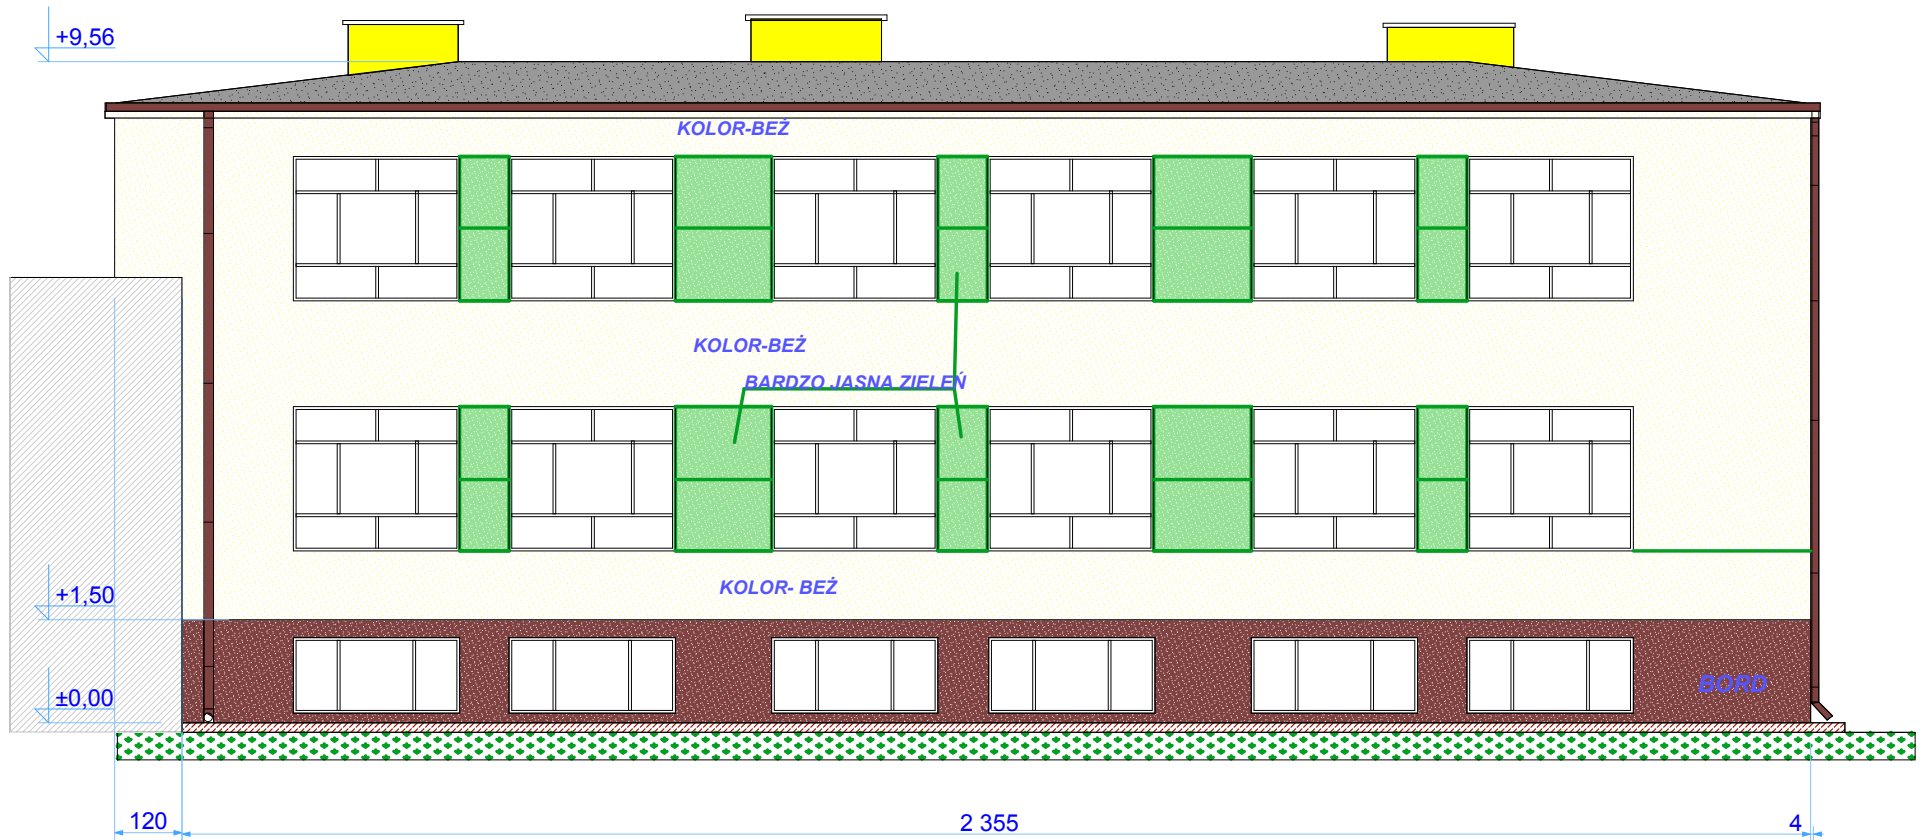 +9,56
KOLOR-BEŻ
KOLOR-BEŻ
BARDZO JASNA ZIELEŃ
KOLOR- BEŻ
+1,50
BORD
±0,00
120
2 355
4